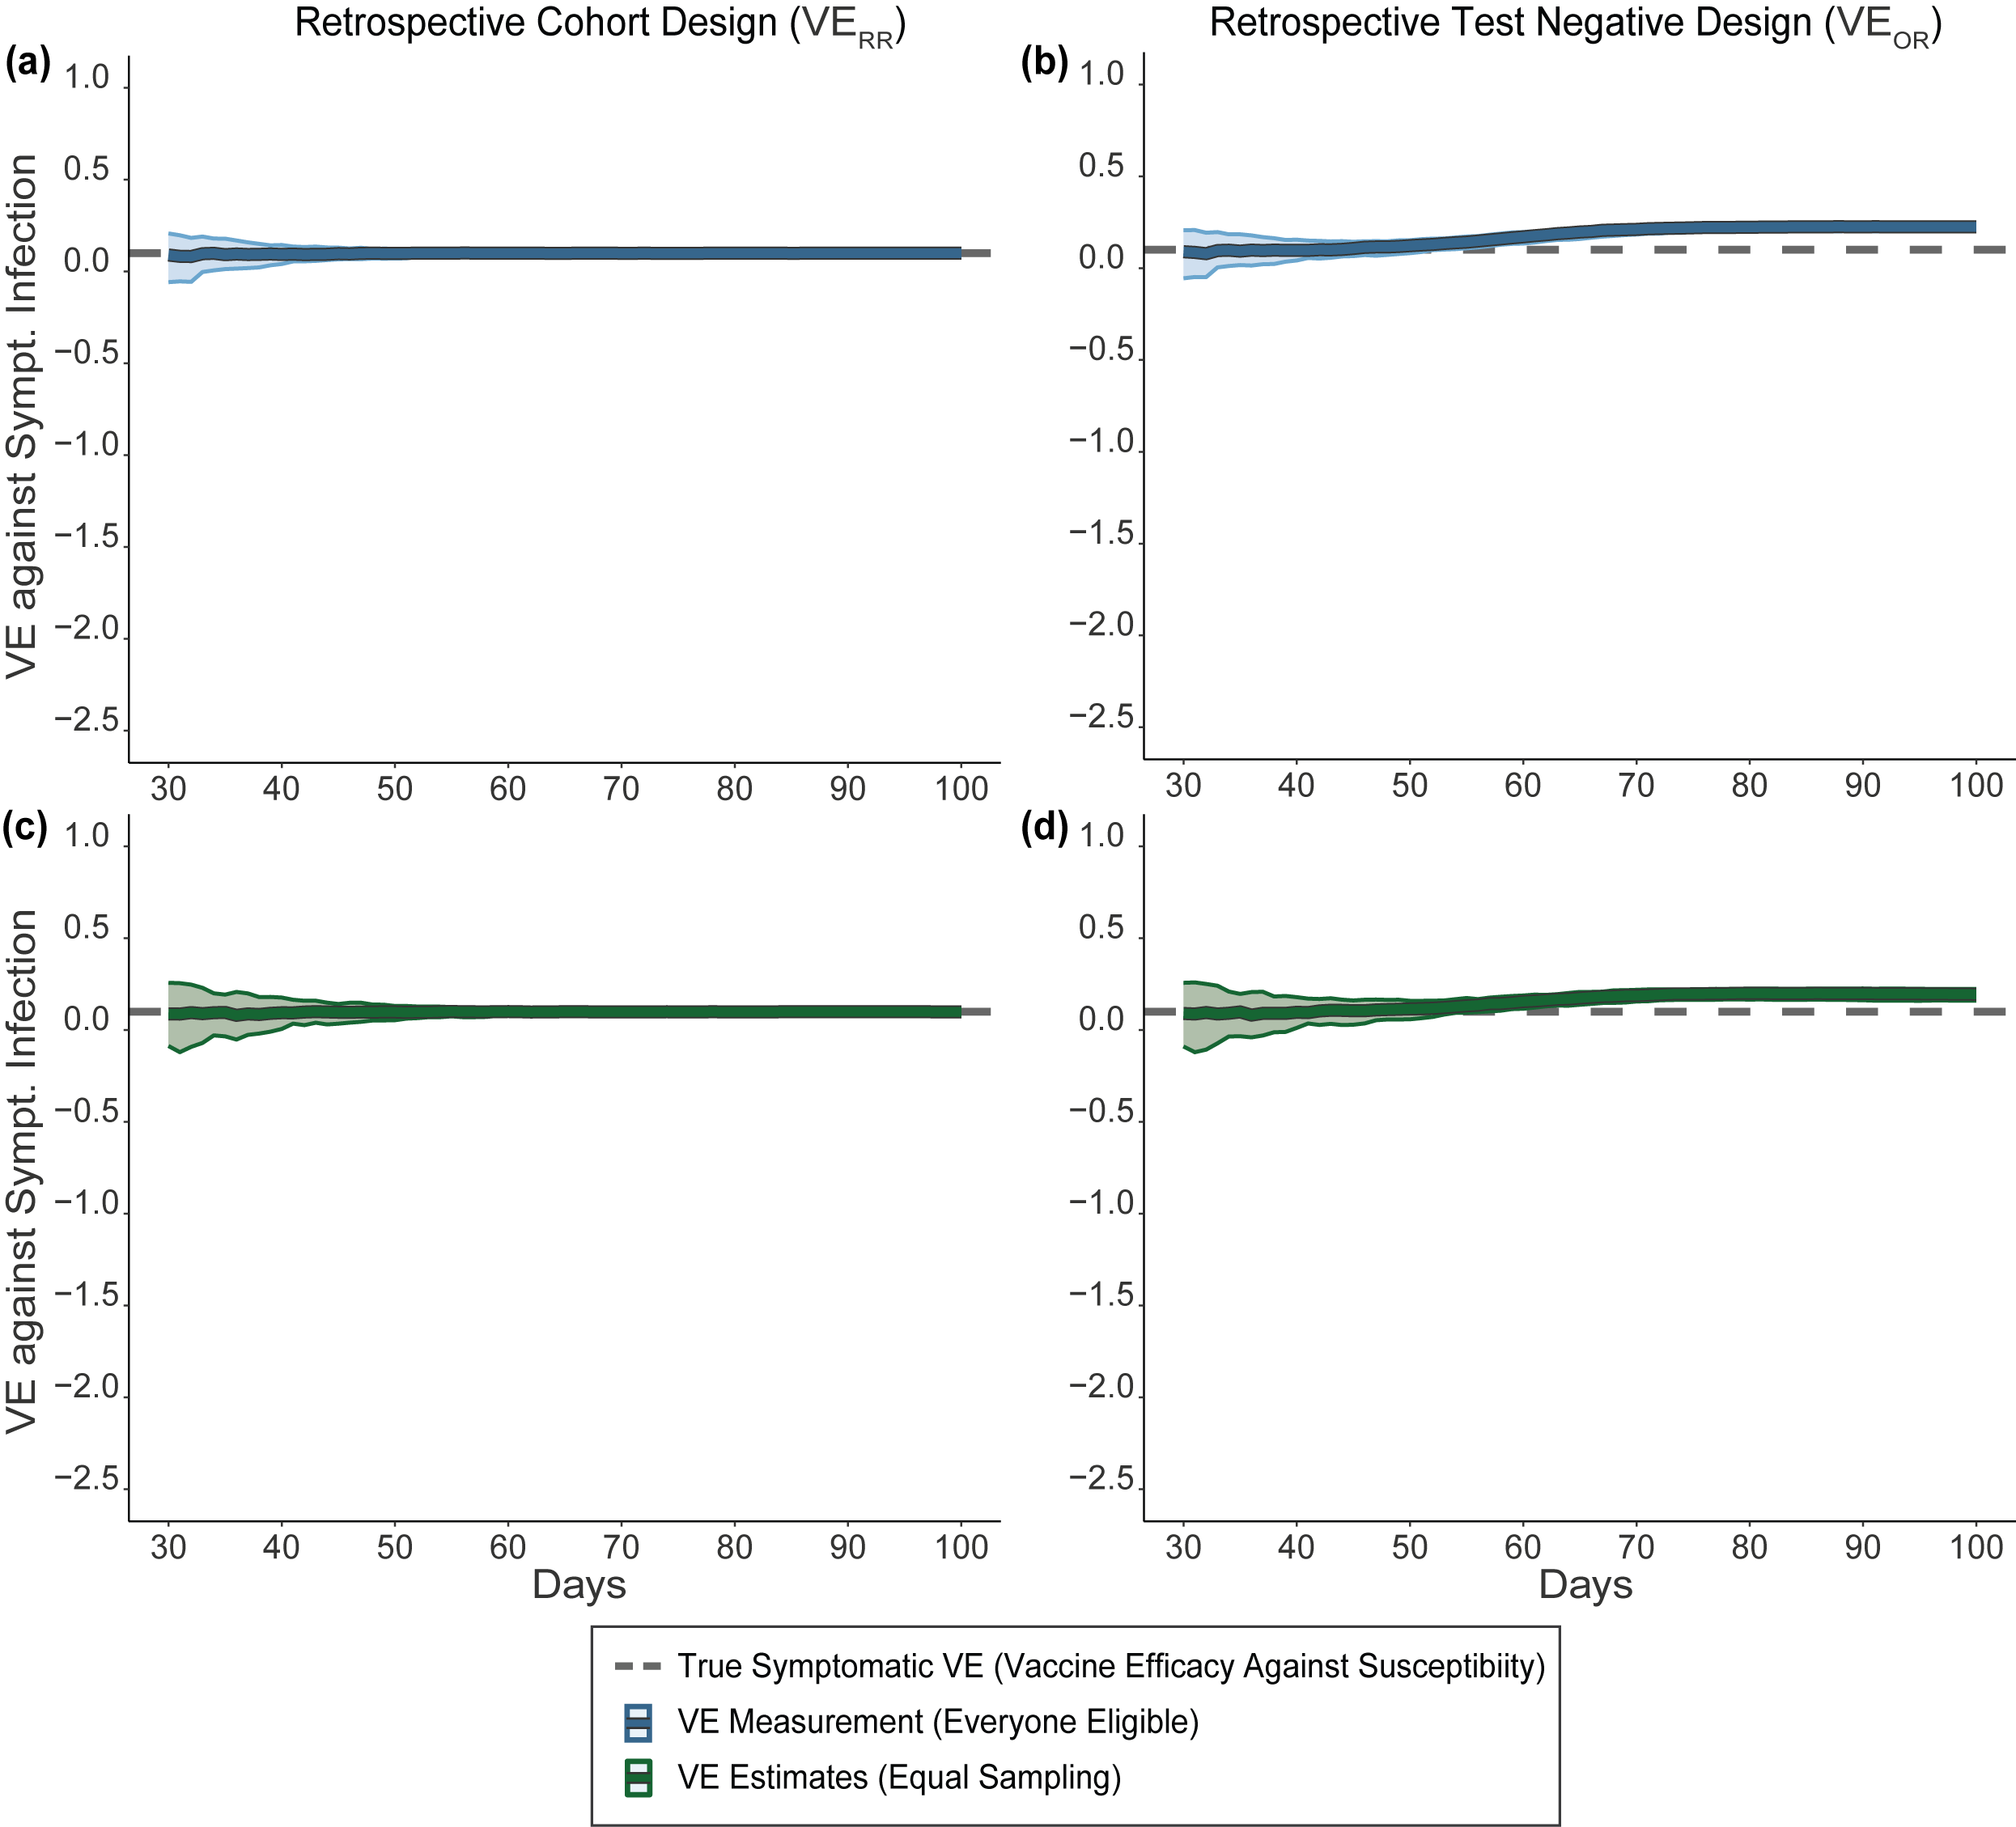 Retrospective Cohort Design (VERR)
Retrospective Test Negative Design (VEOR)
(a)
VE against Sympt. Infection
1.0
0.5
0.0
−0.5
−1.0
−1.5
−2.0
−2.5
30 40 50 60 70 80 90 100
(b)
1.0
0.5
0.0
−0.5
−1.0
−1.5
−2.0
−2.5
30 40 50 60 70 80 90 100
(c)
VE against Sympt. Infection
1.0
0.5
0.0
−0.5
−1.0
−1.5
−2.0
−2.5
30 40 50 60 70 80 90 100
Days
(d)
1.0
0.5
0.0
−0.5
−1.0
−1.5
−2.0
−2.5
30 40 50 60 70 80 90 100
Days
True Symptomatic VE (Vaccine Efficacy Against Susceptibiity)
VE Measurement (Everyone Eligible)
VE Estimates (Equal Sampling)